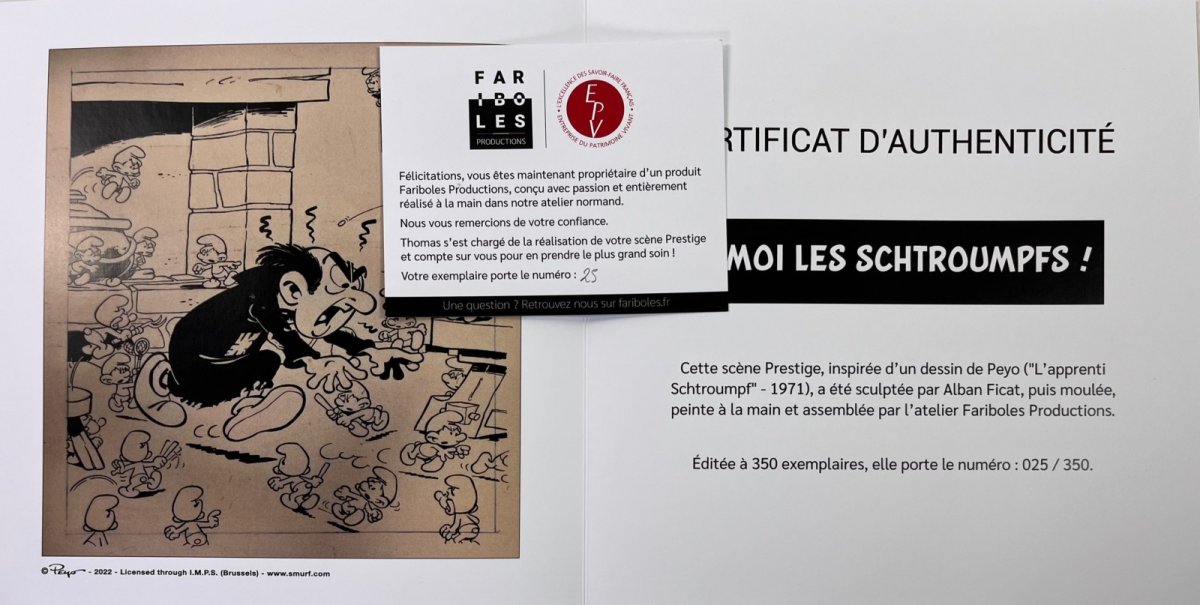 FAR
IBO
LES
PRODUCTIONS
• L'EXCELLENCE DES SAVOIR-FAIRE FRANÇAIS •
ENTREPRISE DU PATRIMOINE VIVANT
EPV
Félicitations, vous êtes maintenant propriétaire d'un produit
Fariboles Productions, conçu avec passion et entièrement
réalisé à la main dans notre atelier normand.
Nous vous remercions de votre confiance.
Thomas s'est chargé de la réalisation de votre scène Prestige
et compte sur vous pour en prendre le plus grand soin !
Votre exemplaire porte le numéro : 25
Une question ? Retrouvez nous sur fariboles.fr
RTIFICAT D'AUTHENTICITÉ
MOI LES SCHTROUMPFS !
Cette scène Prestige, inspirée d'un dessin de Peyo ("L'apprenti
Schtroumpf" - 1971), a été sculptée par Alban Ficat, puis moulée,
peinte à la main et assemblée par l'atelier Fariboles Productions.
Éditée à 350 exemplaires, elle porte le numéro : 025 / 350.
© Peyo - 2022 - Licensed through I.M.P.S. (Brussels) - www.smurf.com